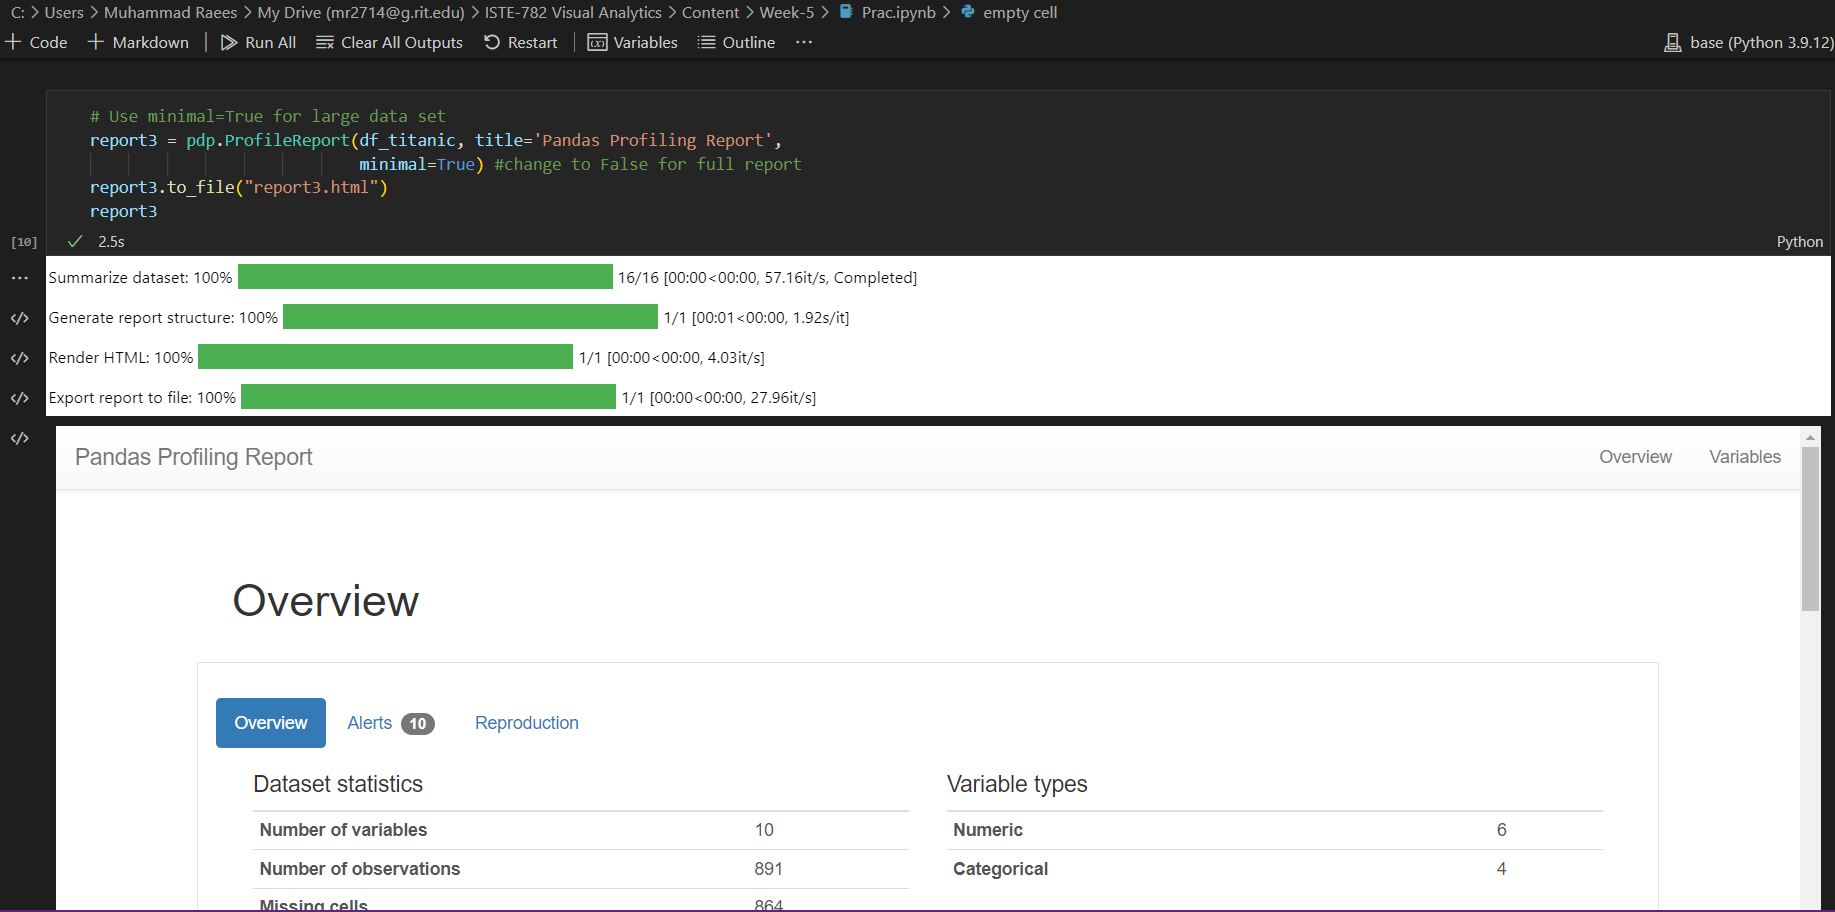 C: > Users > Muhammad Raees > My Drive (mr2714@g.rit.edu) > ISTE-782 Visual Analytics > Content > Week-5 > Prac.ipynb > empty cell
+ Code + Markdown | Run All Clear All Outputs Restart | Variables Outline ··· base (Python 3.9.12)
# Use minimal=True for large data set
report3 = pdp.ProfileReport(df_titanic, title='Pandas Profiling Report',
minimal=True) #change to False for full report
report3.to_file("report3.html")
report3
[10] ✓ 2.5s Python
Summarize dataset: 100% 16/16 [00:00<00:00, 57.16it/s, Completed]
Generate report structure: 100% 1/1 [00:01<00:00, 1.92s/it]
Render HTML: 100% 1/1 [00:00<00:00, 4.03it/s]
Export report to file: 100% 1/1 [00:00<00:00, 27.96it/s]
Pandas Profiling Report Overview Variables
Overview
Overview Alerts 10 Reproduction
Dataset statistics Variable types
Number of variables 10 Numeric 6
Number of observations 891 Categorical 4
Missing cells 864